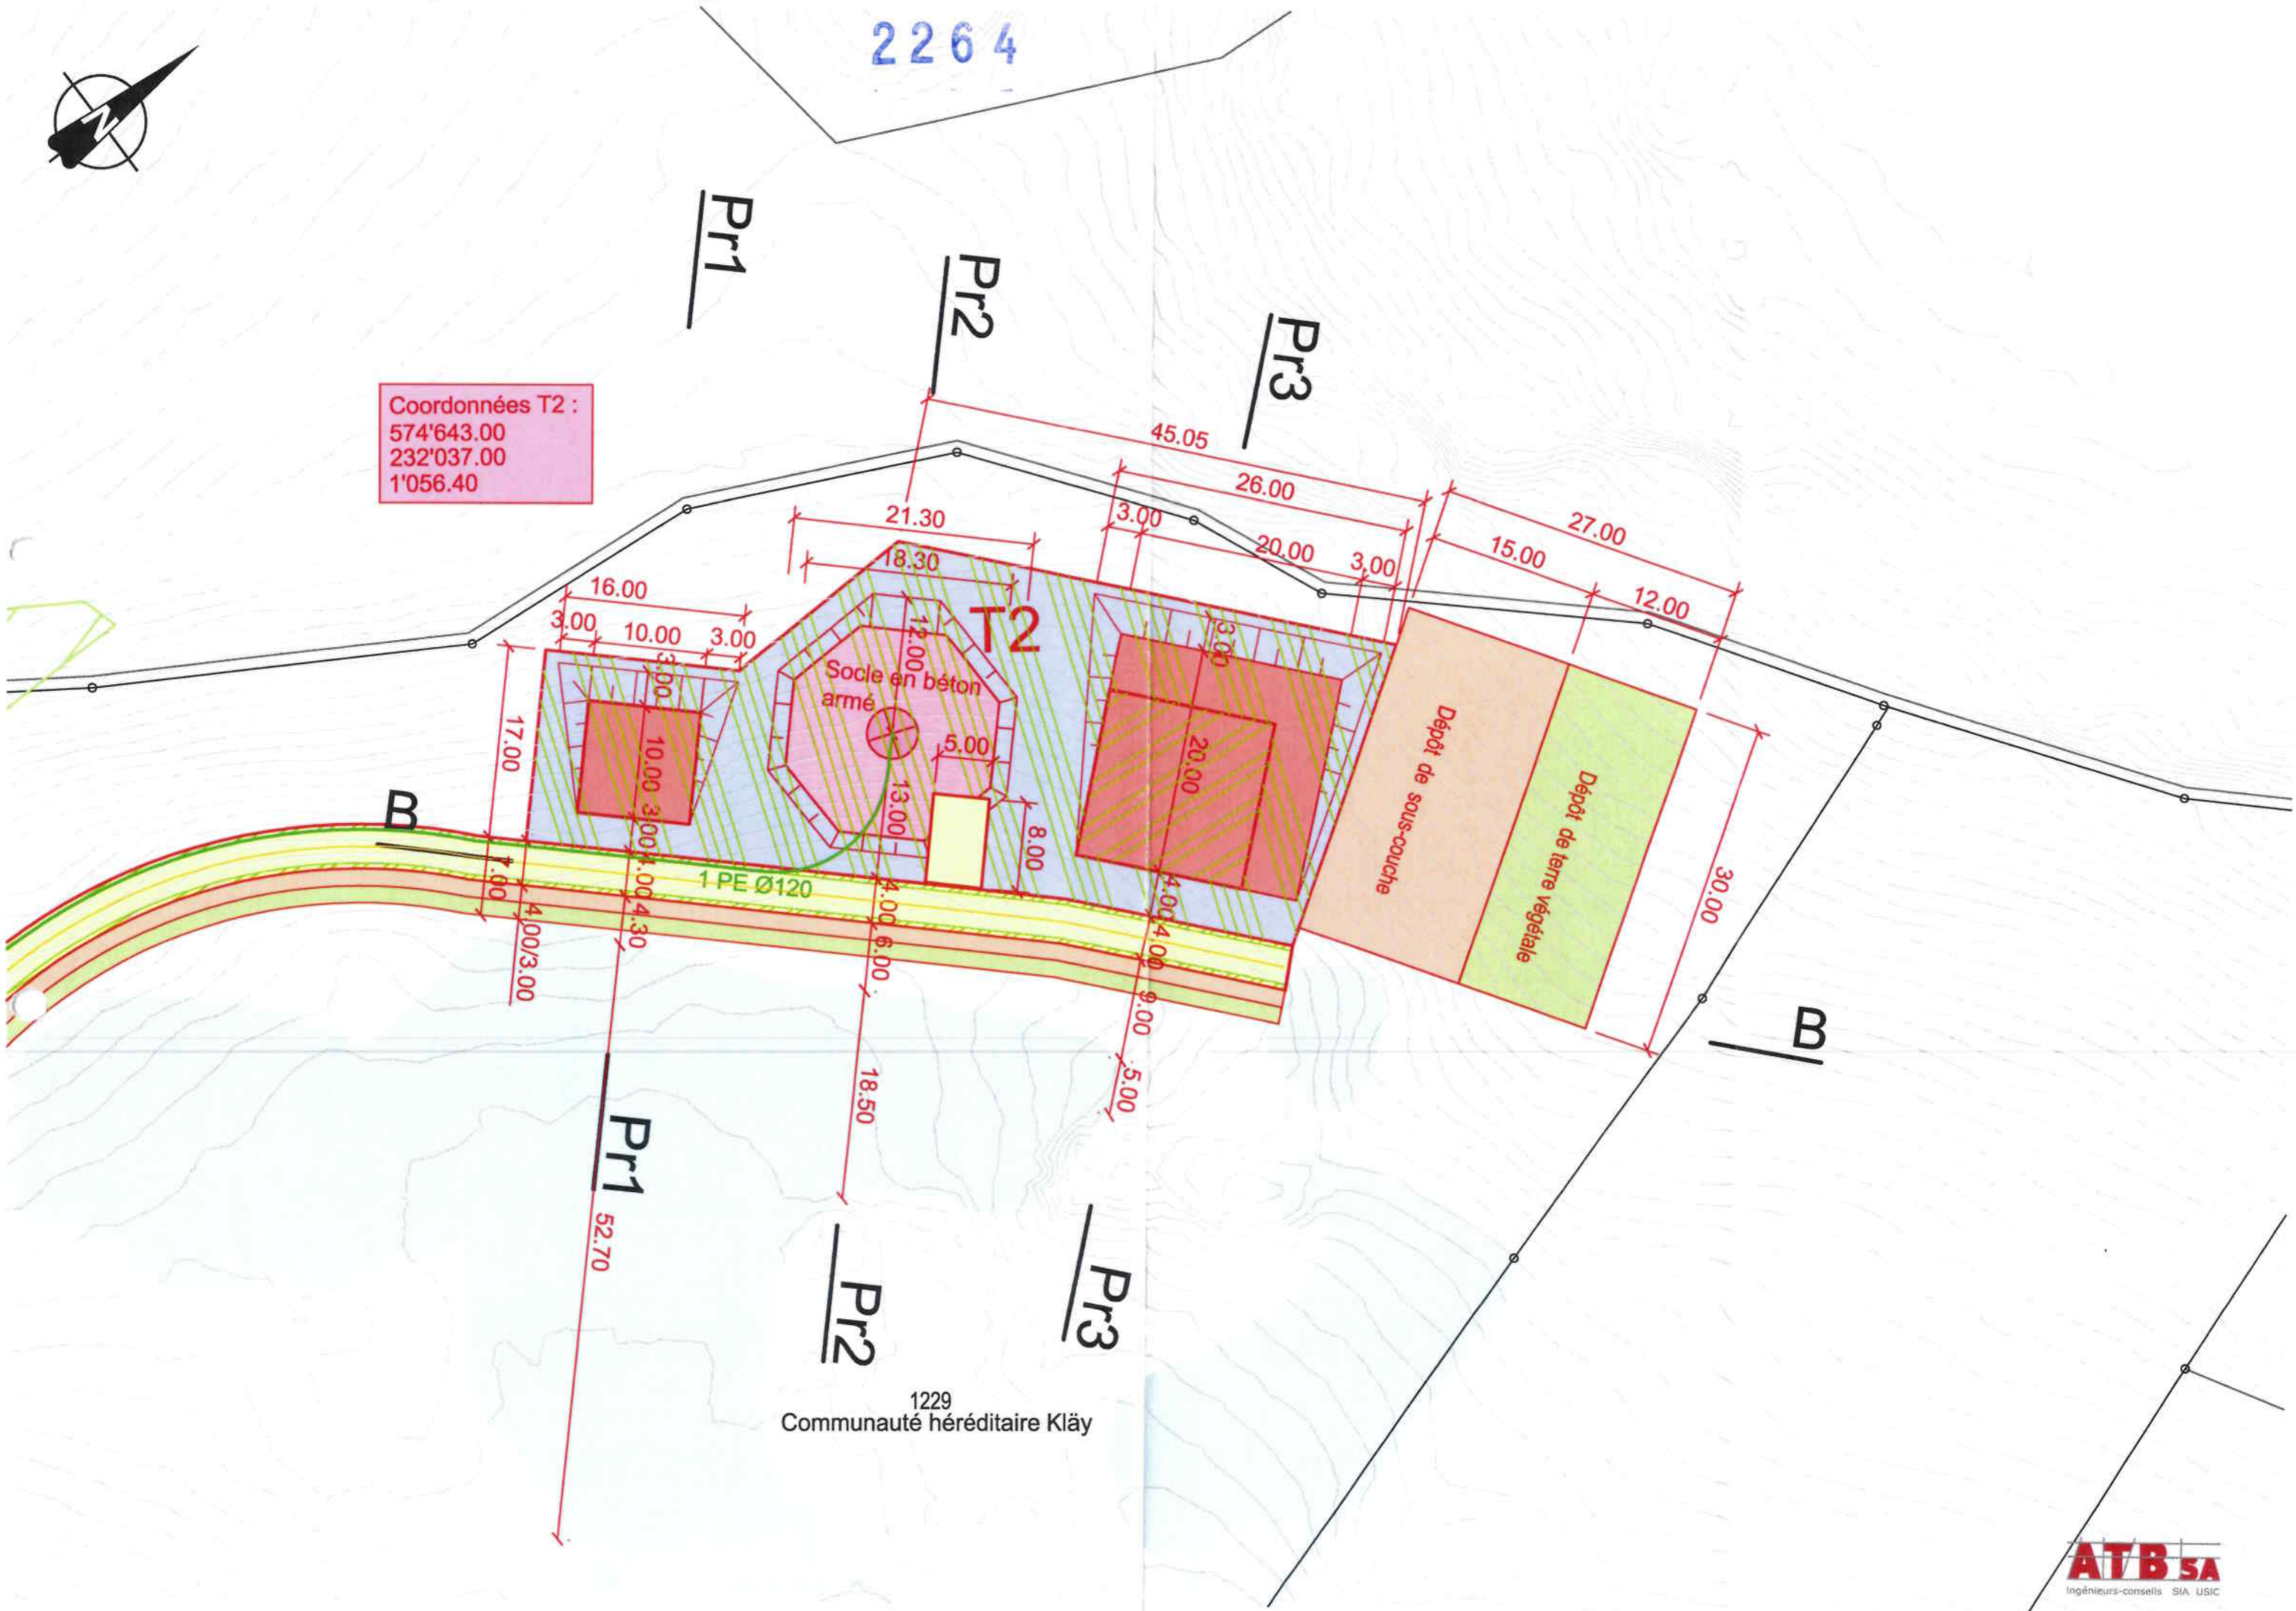 2264
N
Pr1
Pr2
Pr3
Coordonnées T2 :
574'643.00
232'037.00
1'056.40
45.05
26.00
3.00
20.00
3.00
27.00
15.00
12.00
21.30
18.30
16.00
3.00
10.00
3.00
3.00
12.00
T2
3.00
Socle en béton
armé
17.00
10.00
5.00
20.00
Dépôt de sous-couche
Dépôt de terre végétale
30.00
B
13.00
3.00
8.00
1 PE Ø120
4.00
4.30
4.00/3.00
4.00
6.00
4.00
4.00
9.00
B
5.00
18.50
Pr1
52.70
Pr2
Pr3
1229
Communauté héréditaire Kläy
ATB SA
Ingénieurs-conseils SIA USIC